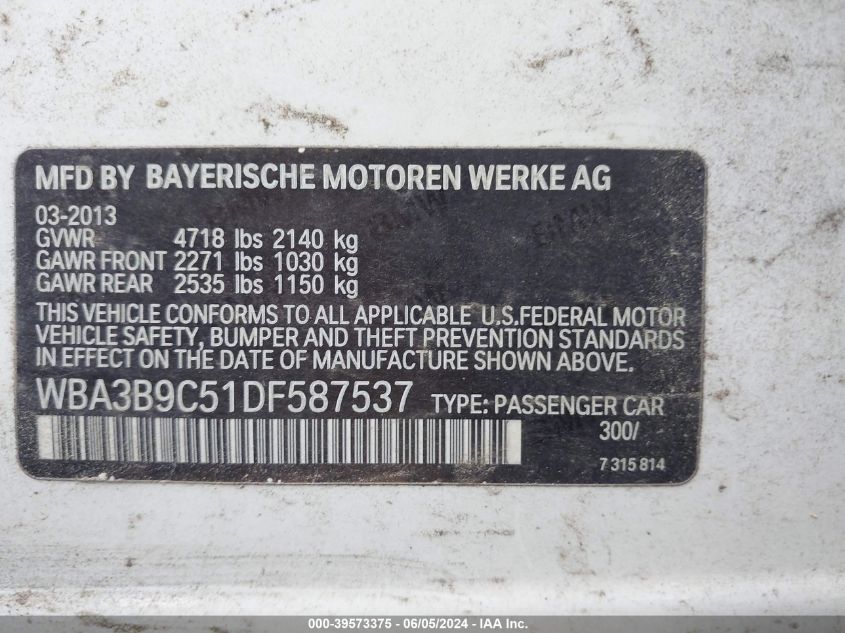 MFD BY BAYERISCHE MOTOREN WERKE AG
03-2013
GVWR 4718 lbs 2140 kg
GAWR FRONT 2271 lbs 1030 kg
GAWR REAR 2535 lbs 1150 kg
THIS VEHICLE CONFORMS TO ALL APPLICABLE U.S.FEDERAL MOTOR
VEHICLE SAFETY, BUMPER AND THEFT PREVENTION STANDARDS
IN EFFECT ON THE DATE OF MANUFACTURE SHOWN ABOVE.
WBA3B9C51DF587537 TYPE: PASSENGER CAR
300/
7 315 814
000-39573375 - 06/05/2024 - IAA Inc.